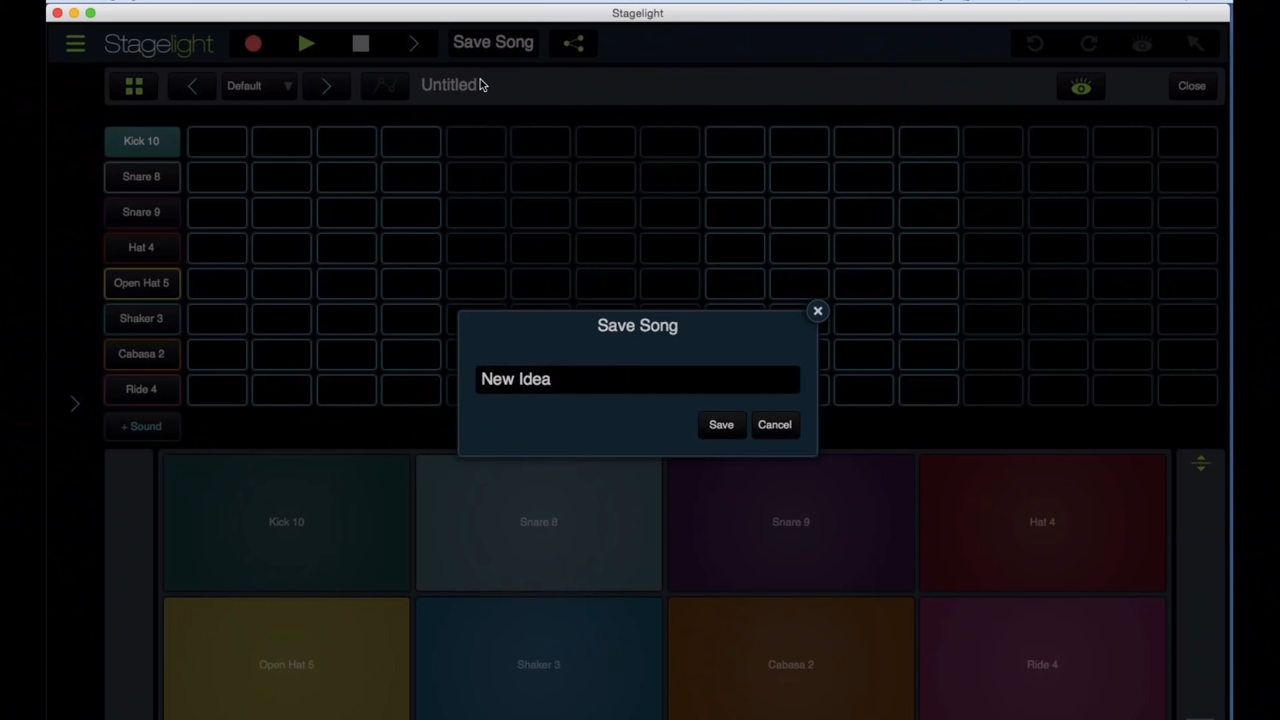 Stagelight
Stagelight
Save Song
Default
Untitled
Close
Kick 10
Snare 8
Snare 9
Hat 4
Open Hat 5
Shaker 3
Cabasa 2
Ride 4
+ Sound
Save Song
New Idea
Save Cancel
Kick 10 Snare 8 Snare 9 Hat 4
Open Hat 5 Shaker 3 Cabasa 2 Ride 4